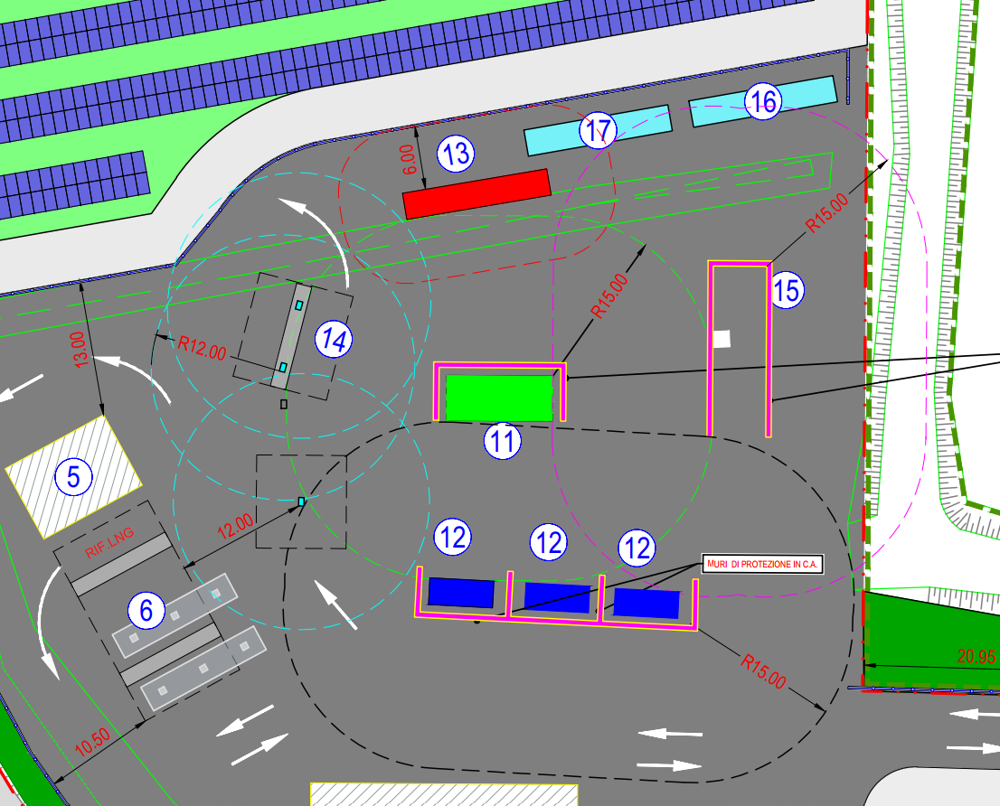 16
17
13
6.00
R15.00
15
R15.00
14
R12.00
13.00
11
5
12
12
12
12.00
RIF.LNG
MURI DI PROTEZIONE IN C.A.
6
20.95
R15.00
10.50